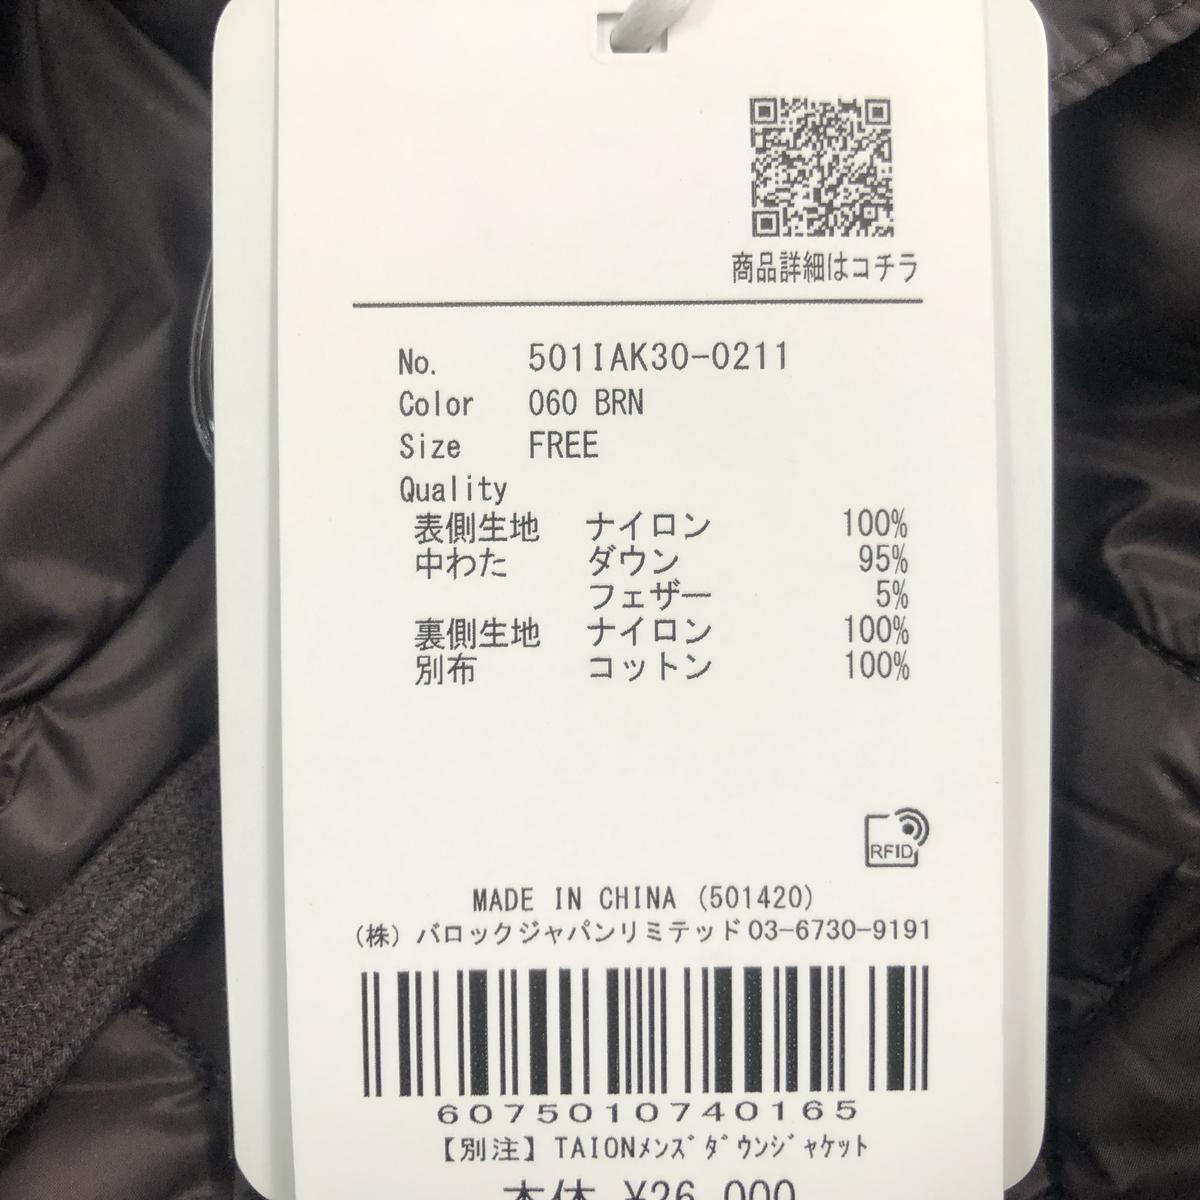 商品詳細はコチラ
No. 501IAK30-0211
Color 060 BRN
Size FREE
Quality
表側生地 ナイロン 100%
中わた ダウン 95%
フェザー 5%
裏側生地 ナイロン 100%
別布 コットン 100%
RFID
MADE IN CHINA (501420)
(株) バロックジャパンリミテッド 03-6730-9191
6075010740165
【別注】TAIONﾒﾝｽﾞﾀﾞｳﾝｼﾞｬｹｯﾄ
本体 ¥26,000